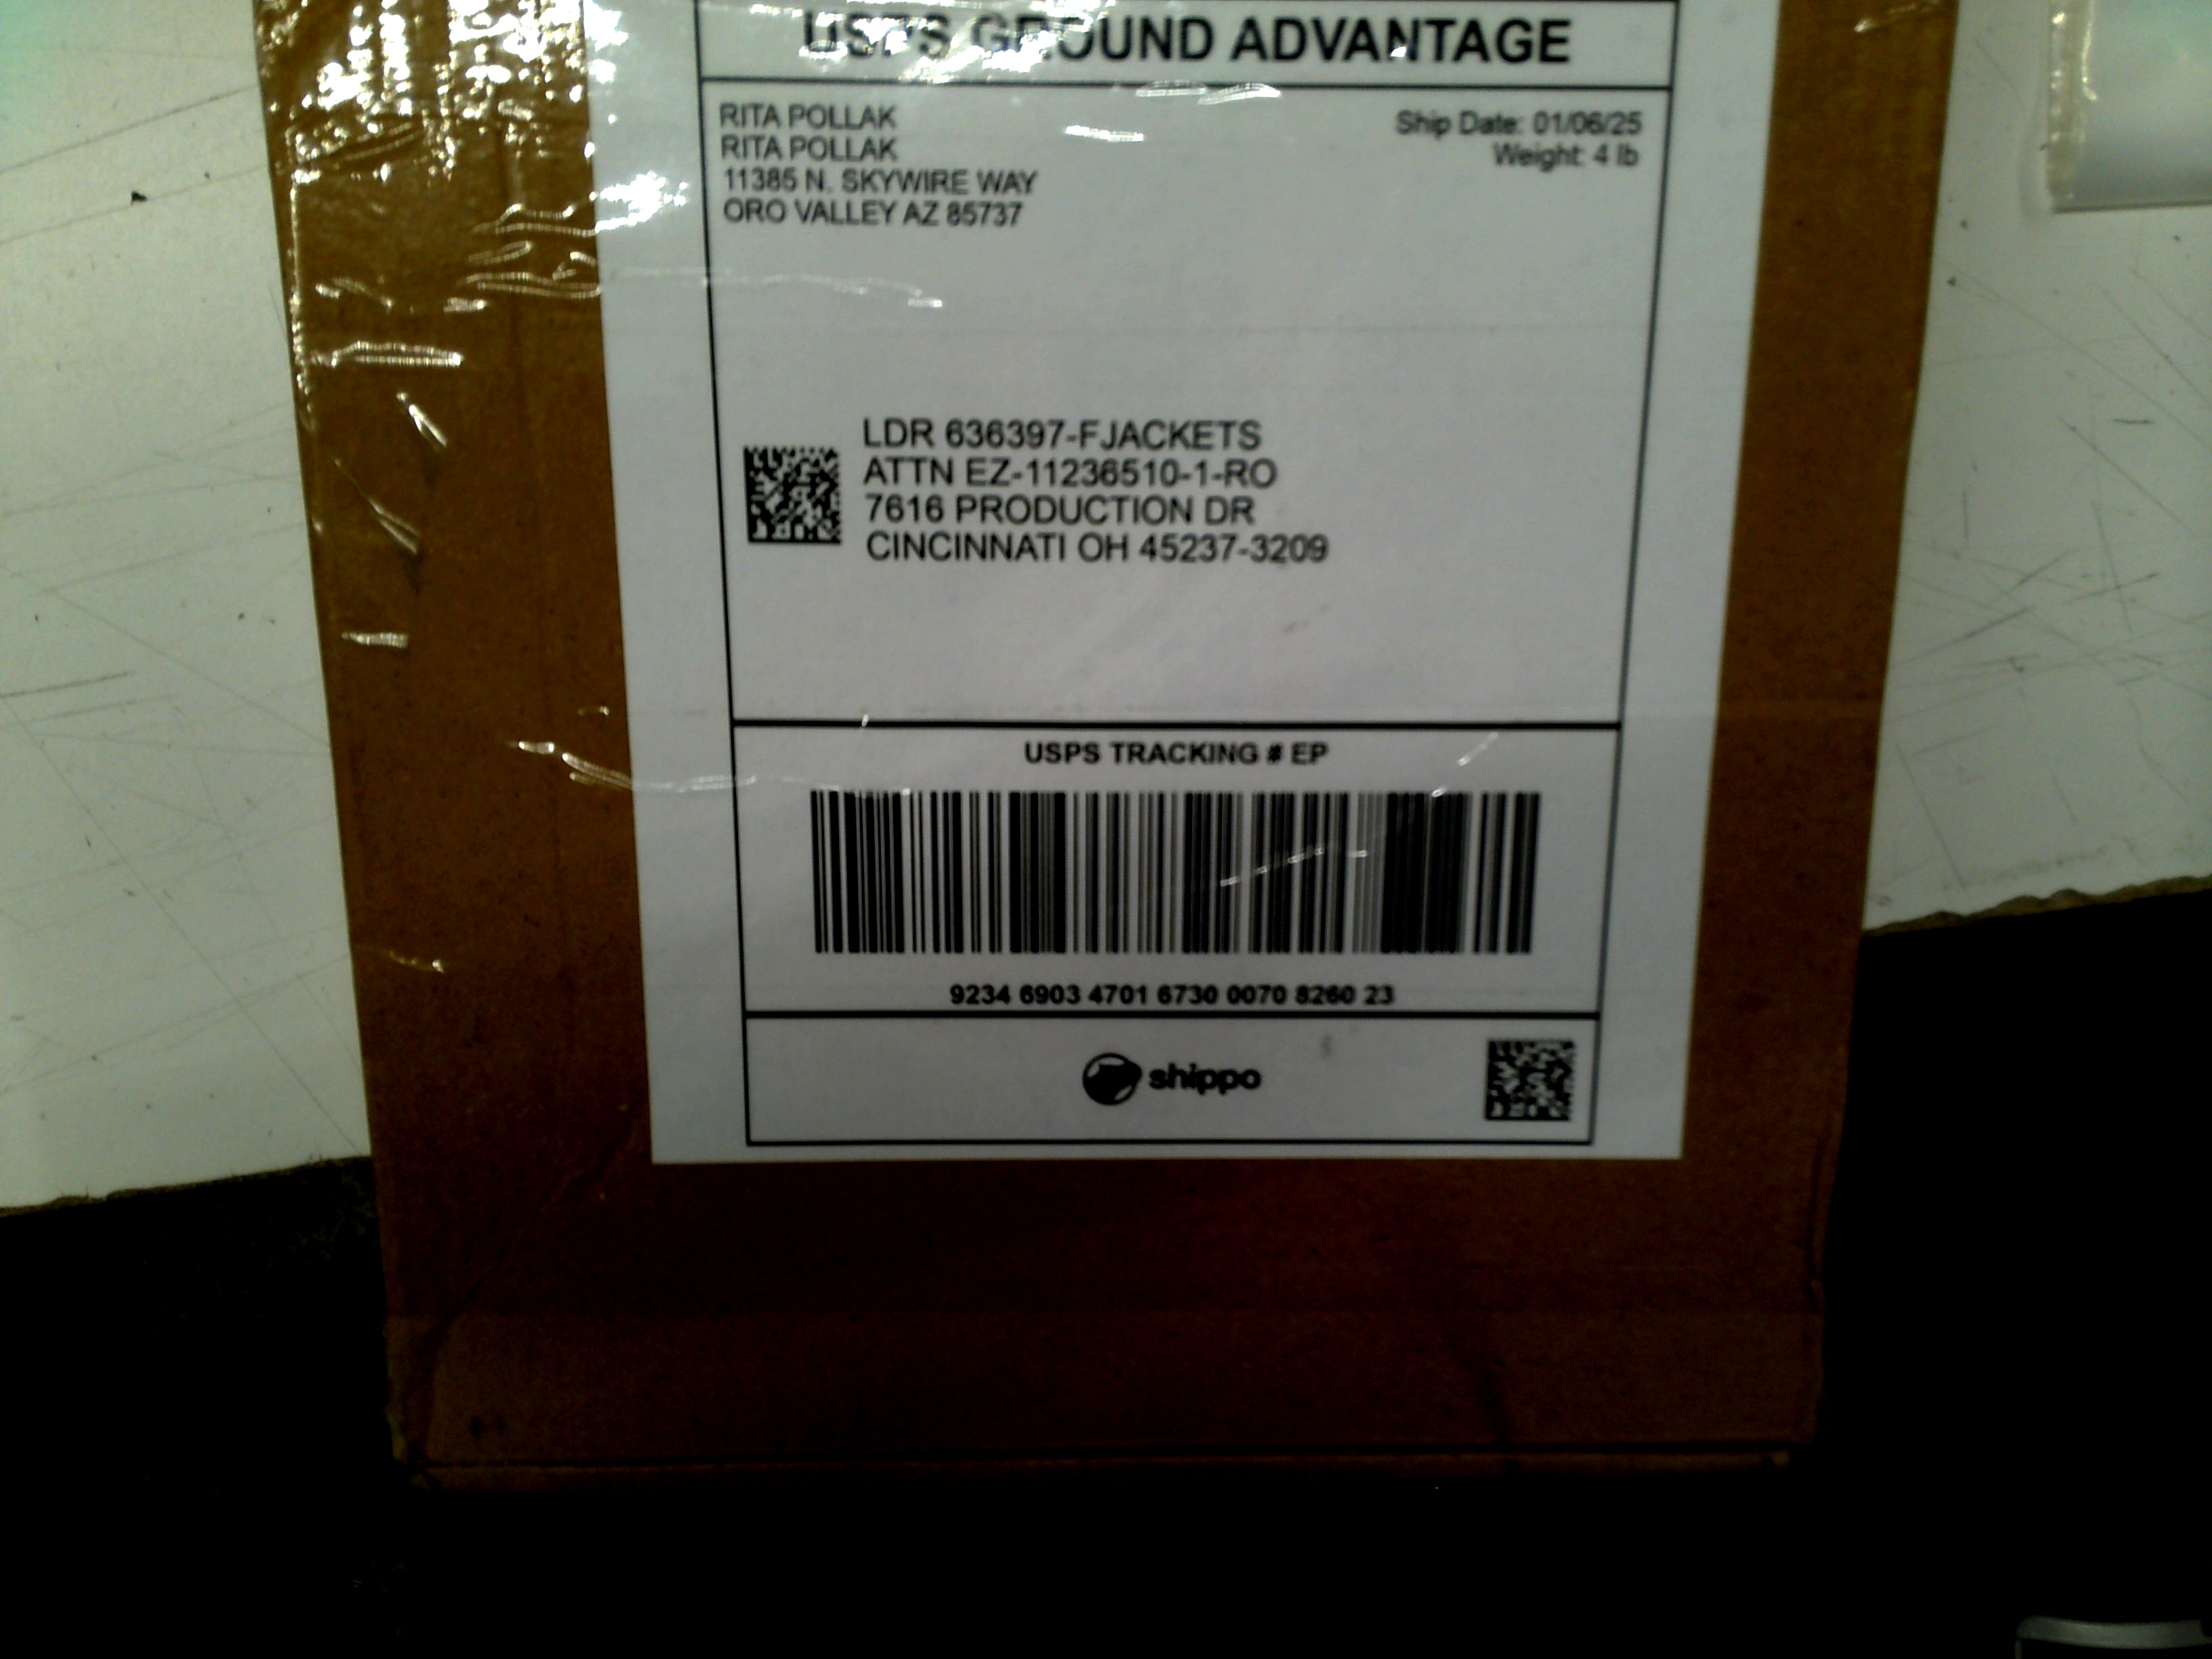 USPS GROUND ADVANTAGE
RITA POLLAK
RITA POLLAK
11385 N. SKYWIRE WAY
ORO VALLEY AZ 85737
Ship Date: 01/06/25
Weight: 4 lb
LDR 636397-FJACKETS
ATTN EZ-11236510-1-RO
7616 PRODUCTION DR
CINCINNATI OH 45237-3209
USPS TRACKING # EP
9234 6903 4701 6730 0070 8260 23
shippo